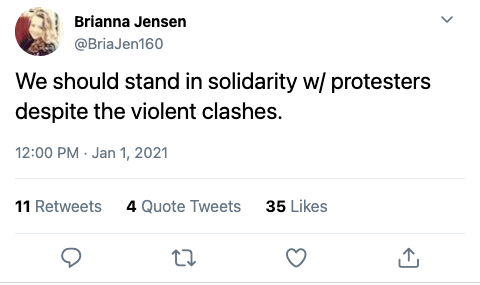 Brianna Jensen
@BriaJen160
We should stand in solidarity w/ protesters
despite the violent clashes.
12:00 PM · Jan 1, 2021
11 Retweets 4 Quote Tweets 35 Likes